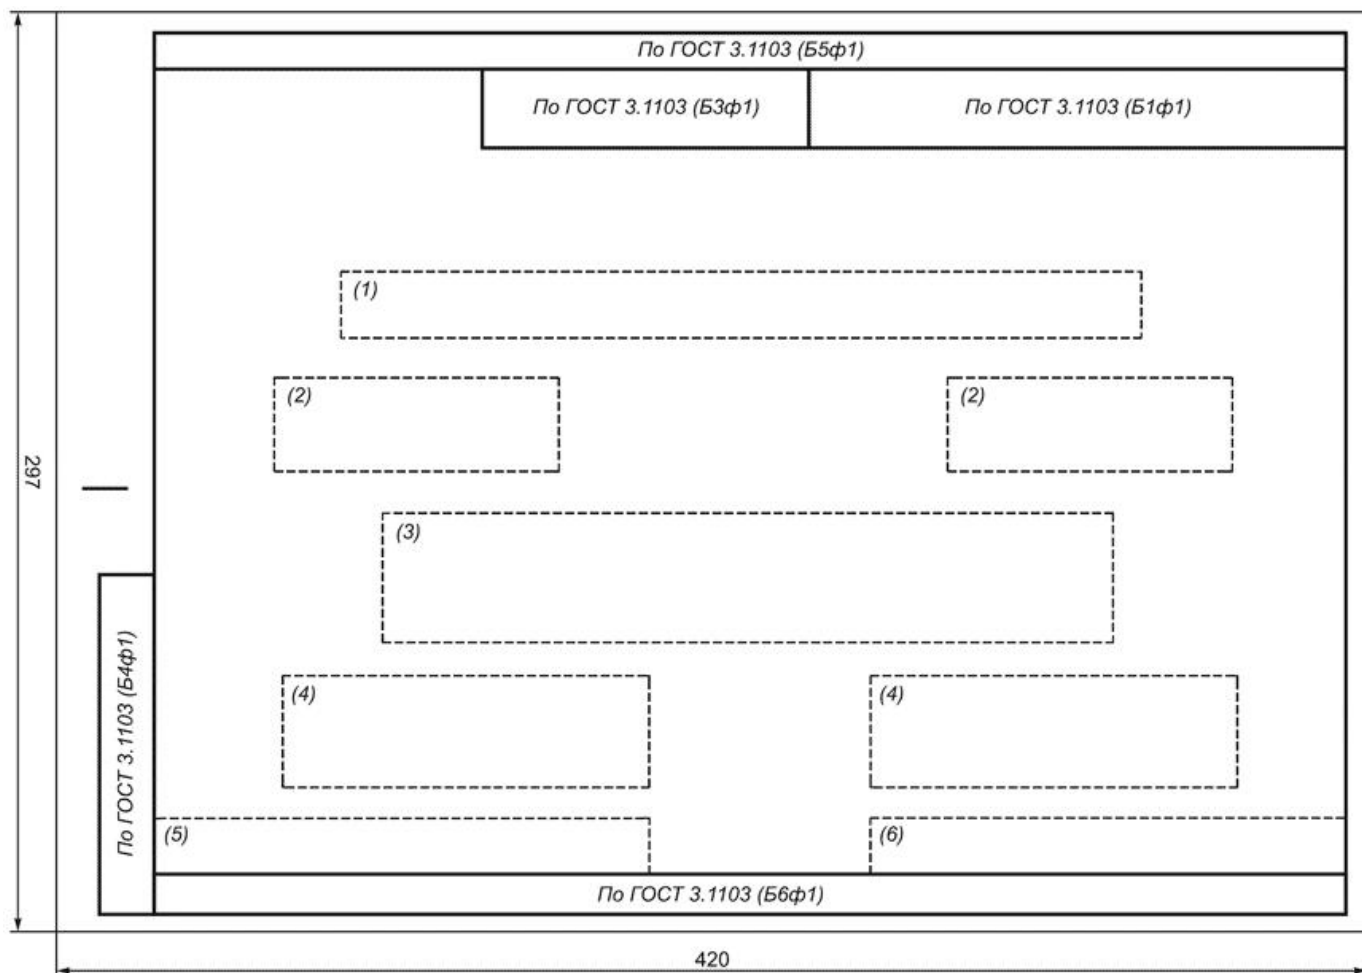 По ГОСТ 3.1103 (Б5ф1)
По ГОСТ 3.1103 (Б3ф1)
По ГОСТ 3.1103 (Б1ф1)
(1)
(2)
(2)
297
(3)
По ГОСТ 3.1103 (Б4ф1)
(4)
(4)
(5)
(6)
По ГОСТ 3.1103 (Б6ф1)
420